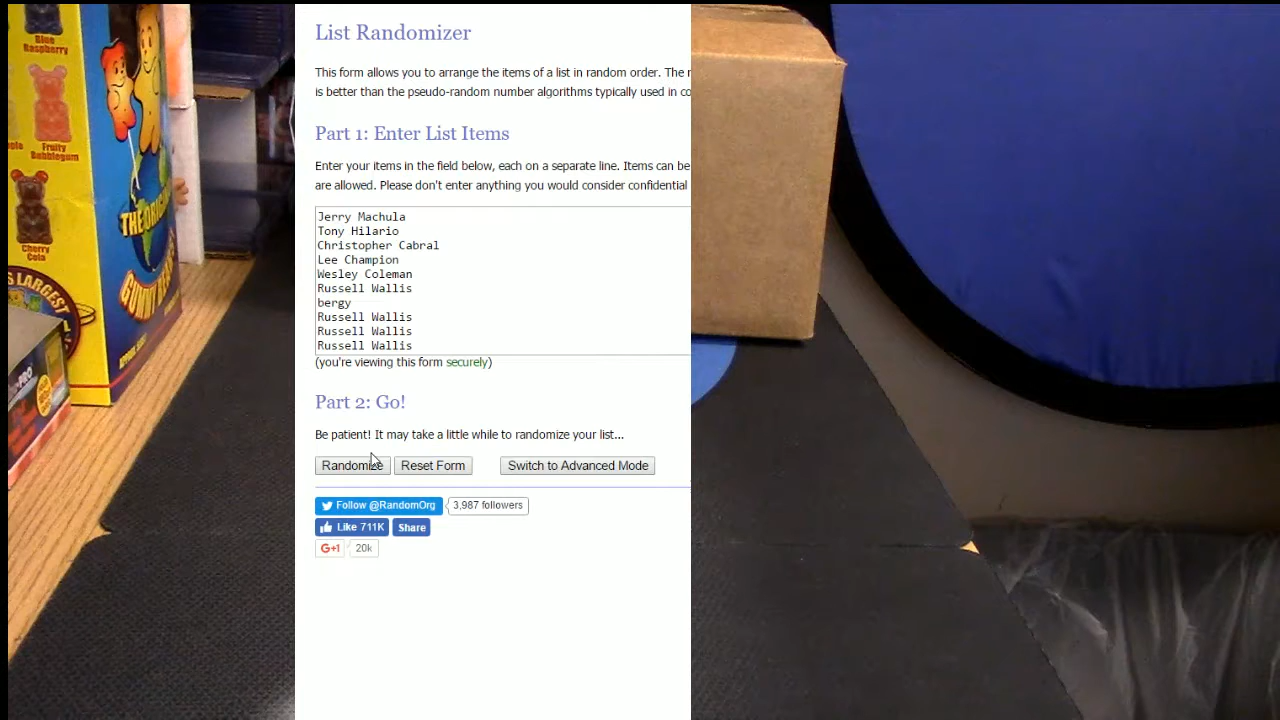 Blue
Raspberry
Fruity
Bubblegum
Cherry
Cola
THE ORIGINAL
GUMMI BEARS
LARGEST
PRO
List Randomizer
This form allows you to arrange the items of a list in random order. The
is better than the pseudo-random number algorithms typically used in co
Part 1: Enter List Items
Enter your items in the field below, each on a separate line. Items can be
are allowed. Please don't enter anything you would consider confidential
Jerry Machula
Tony Hilario
Christopher Cabral
Lee Champion
Wesley Coleman
Russell Wallis
bergy
Russell Wallis
Russell Wallis
Russell Wallis
(you're viewing this form securely)
Part 2: Go!
Be patient! It may take a little while to randomize your list...
Randomize Reset Form Switch to Advanced Mode
Follow @RandomOrg 3,987 followers
Like 711K Share
G+1 20k